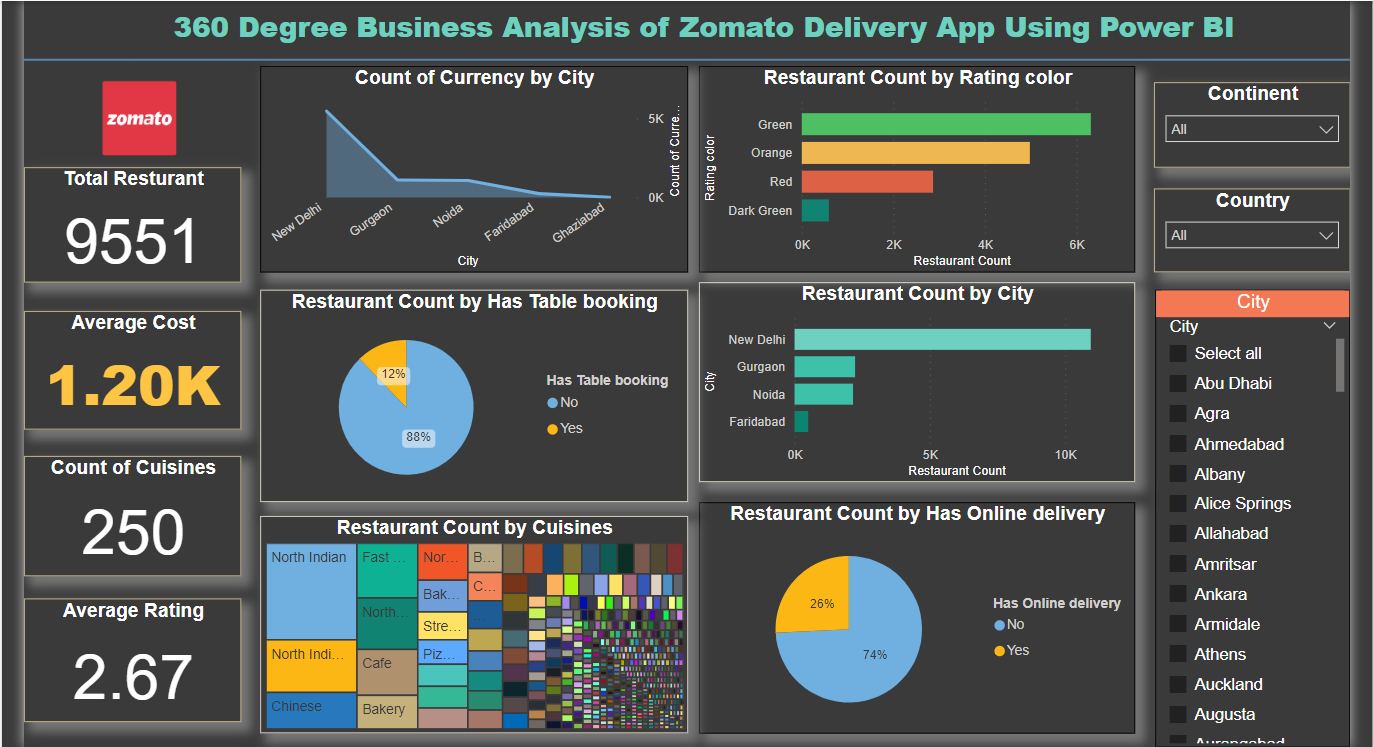 360 Degree Business Analysis of Zomato Delivery App Using Power BI
zomato
Total Resturant
9551
Average Cost
1.20K
Count of Cuisines
250
Average Rating
2.67
Count of Currency by City
5K
0K
Count of Curre...
New Delhi
Gurgaon
Noida
Faridabad
Ghaziabad
City
Restaurant Count by Rating color
Rating color
Green
Orange
Red
Dark Green
0K 2K 4K 6K
Restaurant Count
Restaurant Count by Has Table booking
12%
88%
Has Table booking
No
Yes
Restaurant Count by City
City
New Delhi
Gurgaon
Noida
Faridabad
0K 5K 10K
Restaurant Count
Restaurant Count by Cuisines
North Indian
North Indi...
Chinese
Fast ...
North...
Cafe
Bakery
Nor...
Bak...
Stre...
Piz...
B...
C...
...
Restaurant Count by Has Online delivery
26%
74%
Has Online delivery
No
Yes
Continent
All
Country
All
City
City
Select all
Abu Dhabi
Agra
Ahmedabad
Albany
Alice Springs
Allahabad
Amritsar
Ankara
Armidale
Athens
Auckland
Augusta
Aurangabad